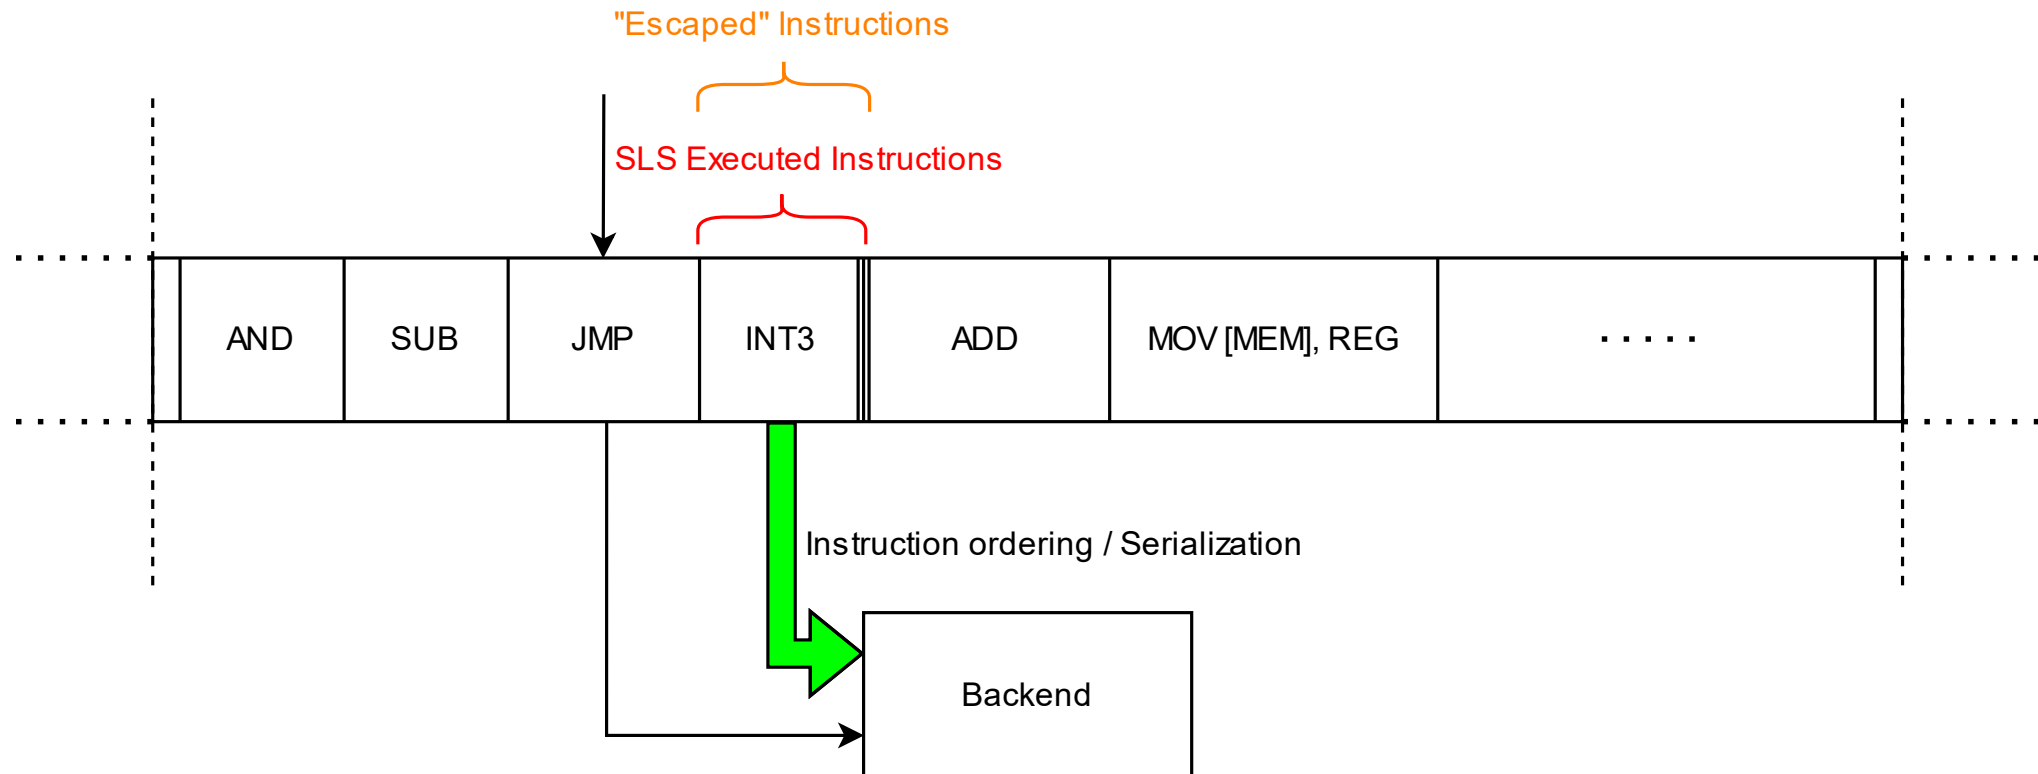 "Escaped" Instructions
SLS Executed Instructions
AND
SUB
JMP
INT3
ADD
MOV [MEM], REG
. . . . .
Instruction ordering / Serialization
Backend